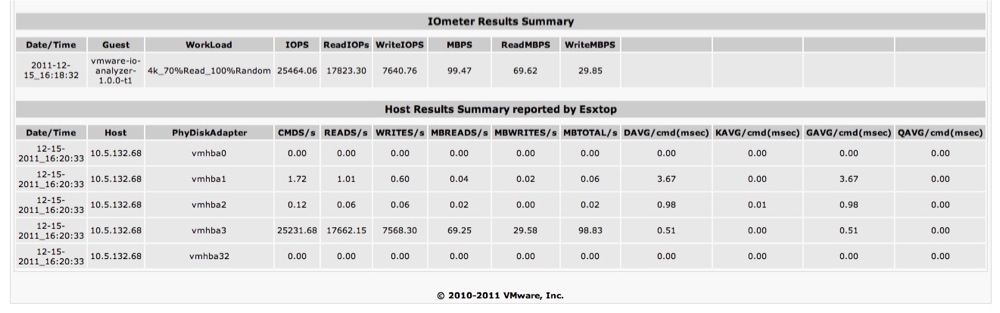 IOmeter Results Summary
Date/Time Guest WorkLoad IOPS ReadIOPs WriteIOPS MBPS ReadMBPS WriteMBPS
2011-12-15_16:18:32 vmware-io-analyzer-1.0.0-t1 4k_70%Read_100%Random 25464.06 17823.30 7640.76 99.47 69.62 29.85
Host Results Summary reported by Esxtop
Date/Time Host PhyDiskAdapter CMDS/s READS/s WRITES/s MBREADS/s MBWRITES/s MBTOTAL/s DAVG/cmd(msec) KAVG/cmd(msec) GAVG/cmd(msec) QAVG/cmd(msec)
12-15-2011_16:20:33 10.5.132.68 vmhba0 0.00 0.00 0.00 0.00 0.00 0.00 0.00 0.00 0.00 0.00
12-15-2011_16:20:33 10.5.132.68 vmhba1 1.72 1.01 0.60 0.04 0.02 0.06 3.67 0.00 3.67 0.00
12-15-2011_16:20:33 10.5.132.68 vmhba2 0.12 0.06 0.06 0.02 0.00 0.02 0.98 0.01 0.98 0.00
12-15-2011_16:20:33 10.5.132.68 vmhba3 25231.68 17662.15 7568.30 69.25 29.58 98.83 0.51 0.00 0.51 0.00
12-15-2011_16:20:33 10.5.132.68 vmhba32 0.00 0.00 0.00 0.00 0.00 0.00 0.00 0.00 0.00 0.00
© 2010-2011 VMware, Inc.